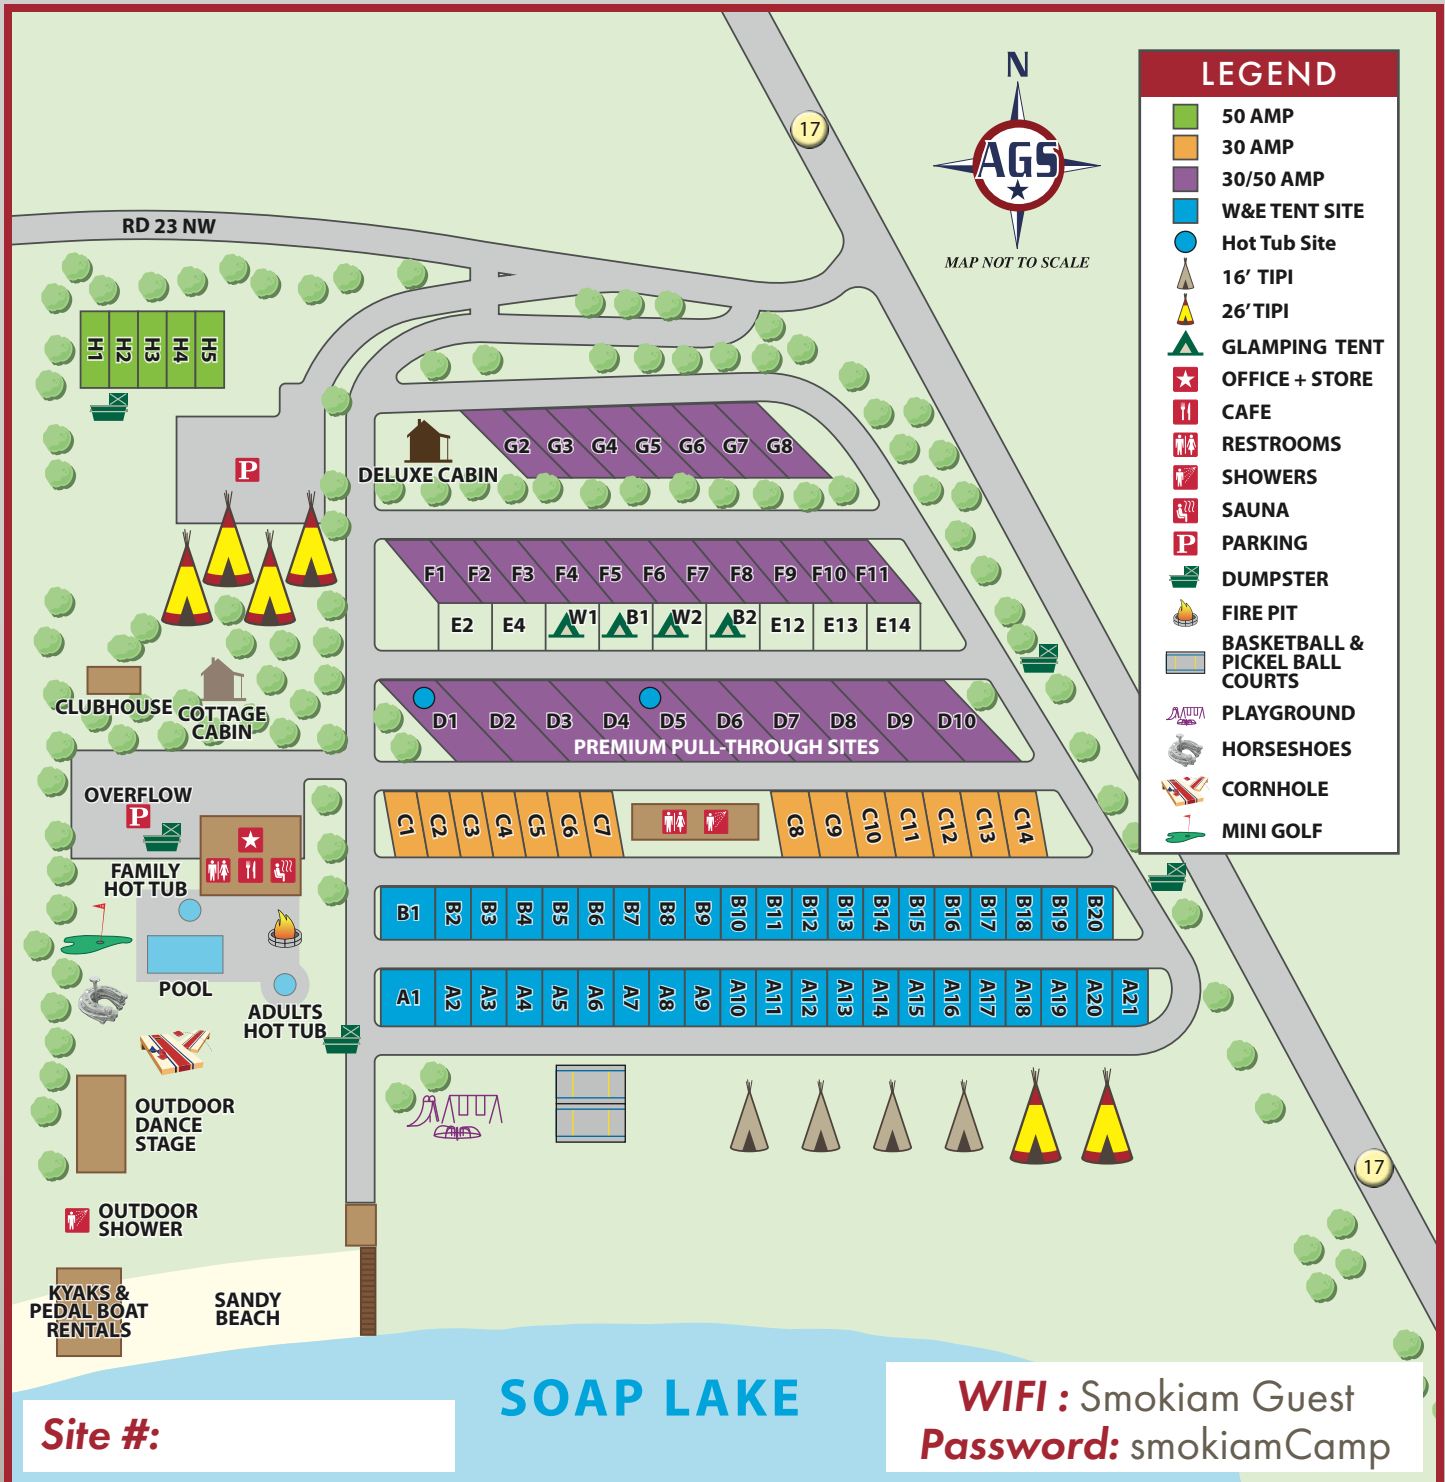 LEGEND
50 AMP
30 AMP
30/50 AMP
W&E TENT SITE
Hot Tub Site
16' TIPI
26' TIPI
GLAMPING TENT
OFFICE + STORE
CAFE
RESTROOMS
SHOWERS
SAUNA
P PARKING
DUMPSTER
FIRE PIT
BASKETBALL &
PICKEL BALL
COURTS
PLAYGROUND
HORSESHOES
CORNHOLE
MINI GOLF
N
AGS
MAP NOT TO SCALE
17
RD 23 NW
H1 H2 H3 H4 H5
P
DELUXE CABIN
G2 G3 G4 G5 G6 G7 G8
F1 F2 F3 F4 F5 F6 F7 F8 F9 F10 F11
E2 E4 W1 B1 W2 B2 E12 E13 E14
CLUBHOUSE
COTTAGE
CABIN
D1 D2 D3 D4 D5 D6 D7 D8 D9 D10
PREMIUM PULL-THROUGH SITES
OVERFLOW
P
C1 C2 C3 C4 C5 C6 C7 C8 C9 C10 C11 C12 C13 C14
FAMILY
HOT TUB
B1 B2 B3 B4 B5 B6 B7 B8 B9 B10 B11 B12 B13 B14 B15 B16 B17 B18 B19 B20
POOL
A1 A2 A3 A4 A5 A6 A7 A8 A9 A10 A11 A12 A13 A14 A15 A16 A17 A18 A19 A20 A21
ADULTS
HOT TUB
OUTDOOR
DANCE
STAGE
17
OUTDOOR
SHOWER
KYAKS &
PEDAL BOAT
RENTALS
SANDY
BEACH
SOAP LAKE
Site #:
WIFI : Smokiam Guest
Password: smokiamCamp